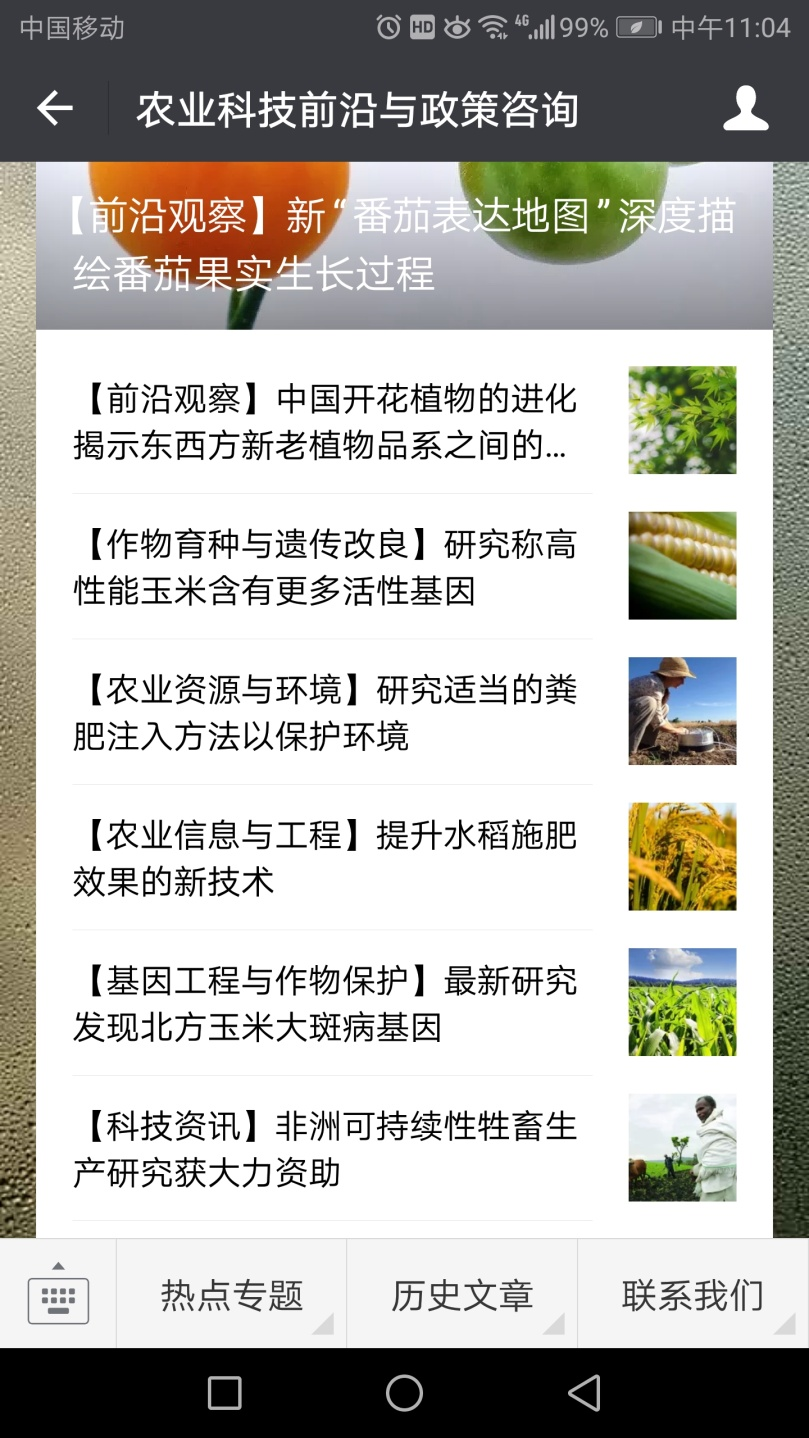 中国移动 HD 4G 99% 中午11:04
农业科技前沿与政策咨询
【前沿观察】新“番茄表达地图”深度描
绘番茄果实生长过程
【前沿观察】中国开花植物的进化
揭示东西方新老植物品系之间的...
【作物育种与遗传改良】研究称高
性能玉米含有更多活性基因
【农业资源与环境】研究适当的粪
肥注入方法以保护环境
【农业信息与工程】提升水稻施肥
效果的新技术
【基因工程与作物保护】最新研究
发现北方玉米大斑病基因
【科技资讯】非洲可持续性牲畜生
产研究获大力资助
热点专题 历史文章 联系我们